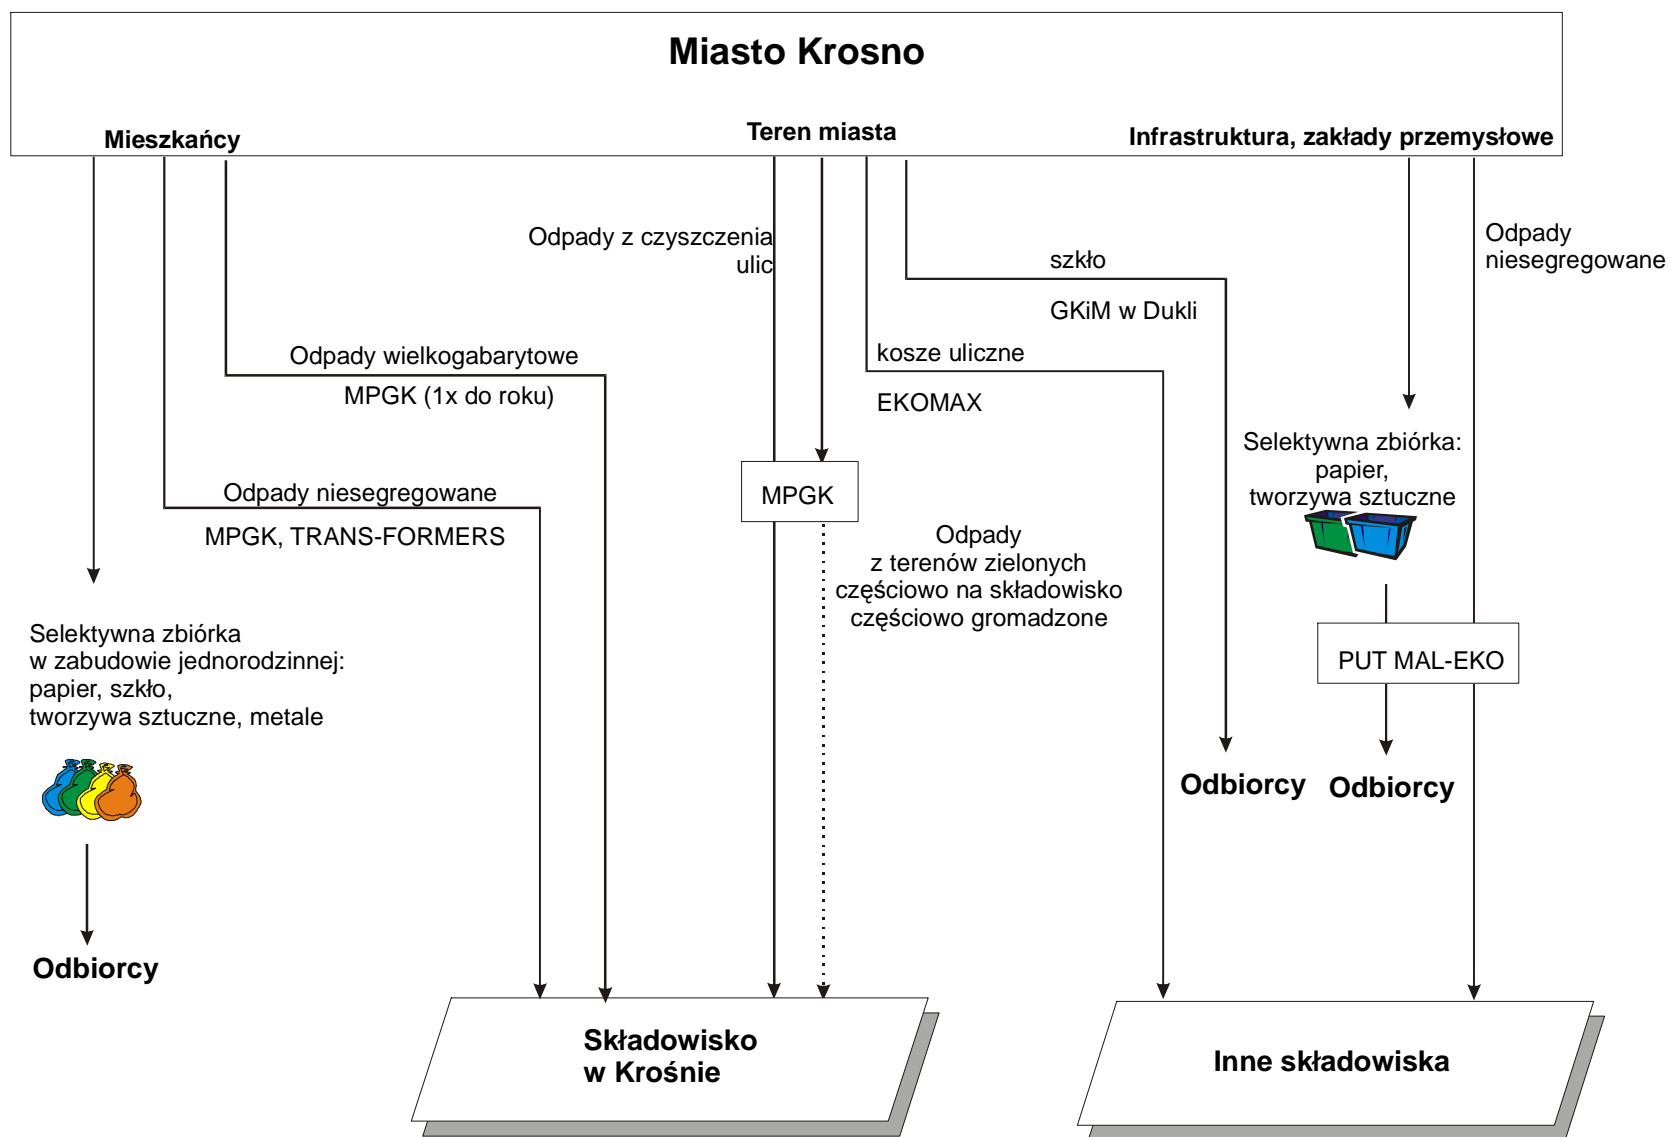 Miasto Krosno
Mieszkańcy
Teren miasta
Infrastruktura, zakłady przemysłowe
Odpady z czyszczenia
ulic
szkło
GKiM w Dukli
Odpady
niesegregowane
Odpady wielkogabarytowe
MPGK (1x do roku)
kosze uliczne
EKOMAX
Selektywna zbiórka:
papier,
tworzywa sztuczne
Odpady niesegregowane
MPGK, TRANS-FORMERS
MPGK
Odpady
z terenów zielonych
częściowo na składowisko
częściowo gromadzone
Selektywna zbiórka
w zabudowie jednorodzinnej:
papier, szkło,
tworzywa sztuczne, metale
PUT MAL-EKO
Odbiorcy
Odbiorcy
Odbiorcy
Składowisko
w Krośnie
Inne składowiska